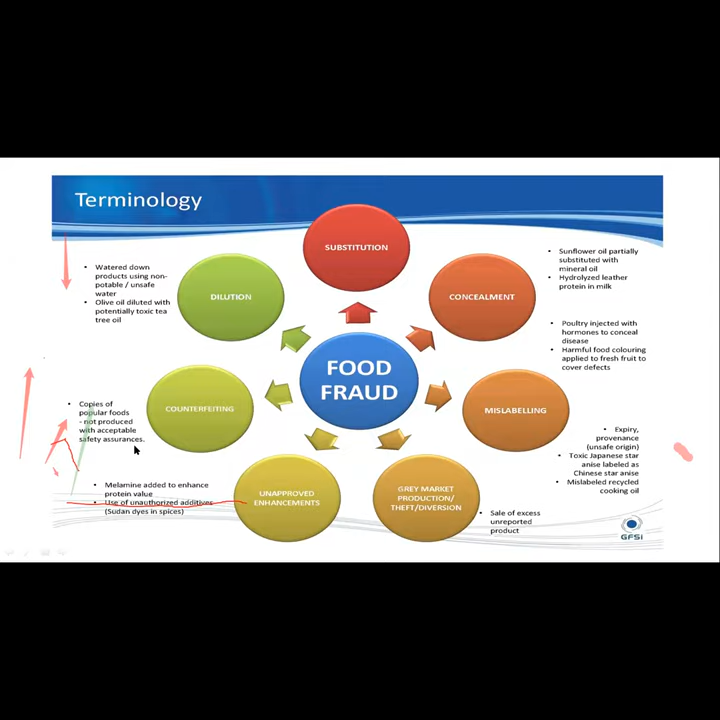 Terminology
SUBSTITUTION
• Sunflower oil partially
substituted with
mineral oil
• Hydrolyzed leather
protein in milk
• Watered down
products using non-
potable / unsafe
water
• Olive oil diluted with
potentially toxic tea
tree oil
DILUTION
CONCEALMENT
• Poultry injected with
hormones to conceal
disease
• Harmful food colouring
applied to fresh fruit to
cover defects
FOOD
FRAUD
• Copies of
popular foods
- not produced
with acceptable
safety assurances.
COUNTERFEITING
MISLABELLING
• Expiry,
provenance
(unsafe origin)
• Toxic Japanese star
anise labeled as
Chinese star anise
• Mislabeled recycled
cooking oil
• Melamine added to enhance
protein value
• Use of unauthorized additives
(Sudan dyes in spices)
UNAPPROVED
ENHANCEMENTS
GREY MARKET
PRODUCTION/
THEFT/DIVERSION
• Sale of excess
unreported
product
GFSI